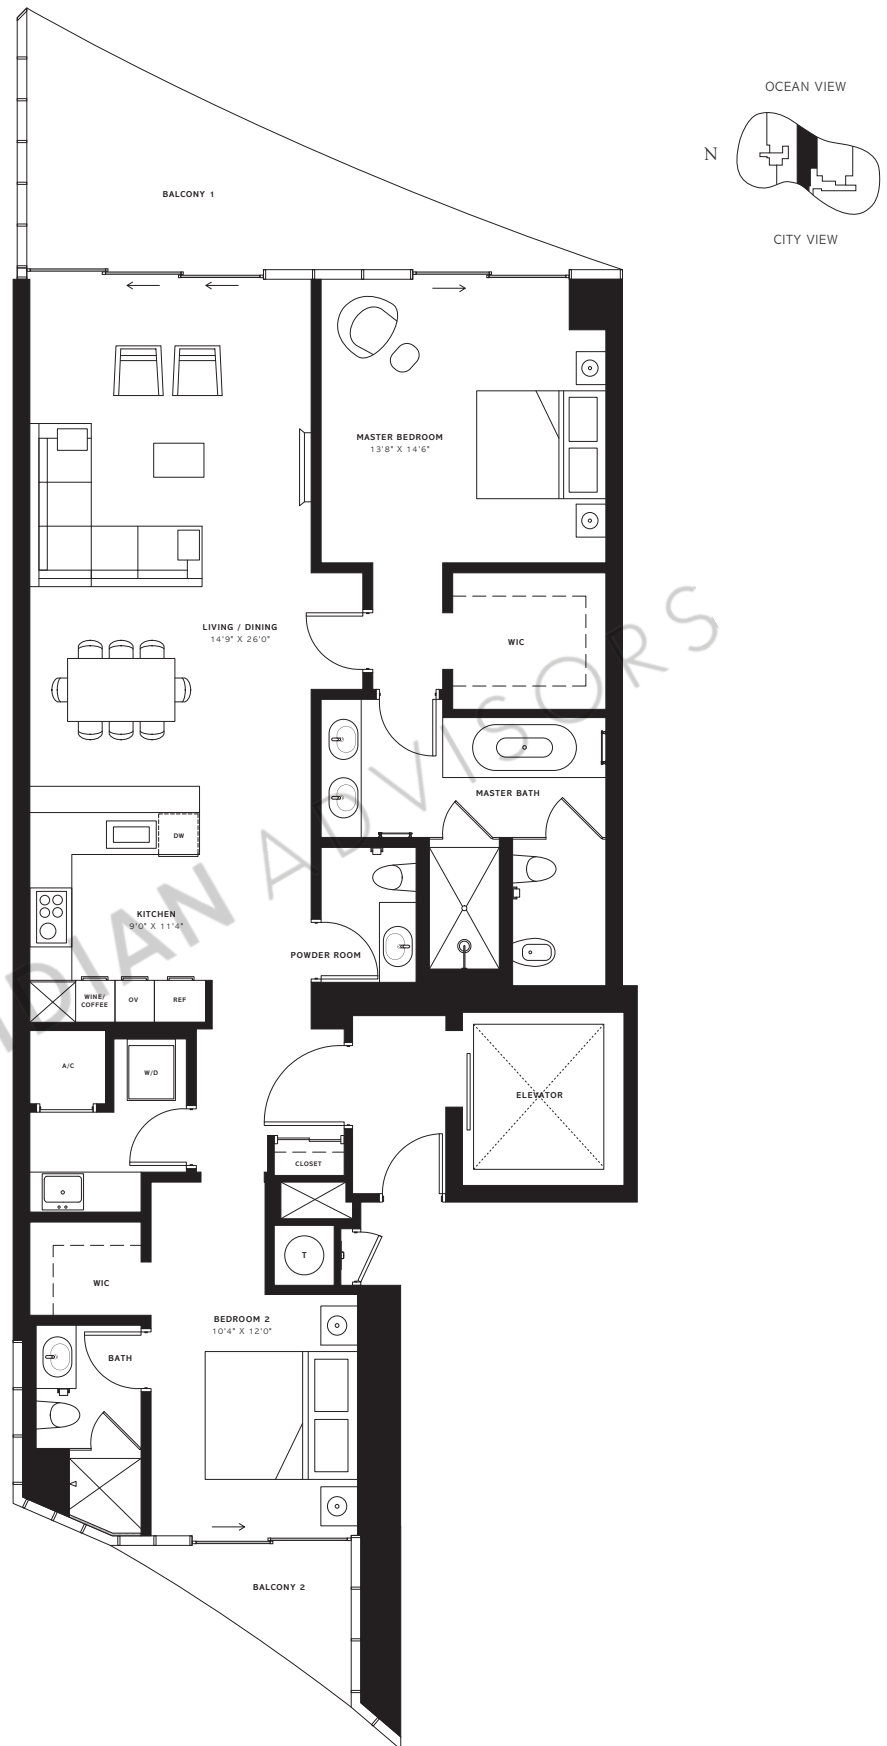 OCEAN VIEW
N
CITY VIEW
BALCONY 1
MASTER BEDROOM
13'8" X 14'6"
LIVING / DINING
14'9" X 26'0"
WIC
MASTER BATH
DW
KITCHEN
9'0" X 11'4"
POWDER ROOM
WINE/
COFFEE
OV
REF
A/C
W/D
ELEVATOR
CLOSET
T
WIC
BEDROOM 2
10'4" X 12'0"
BATH
BALCONY 2
DIAN ADVISORS